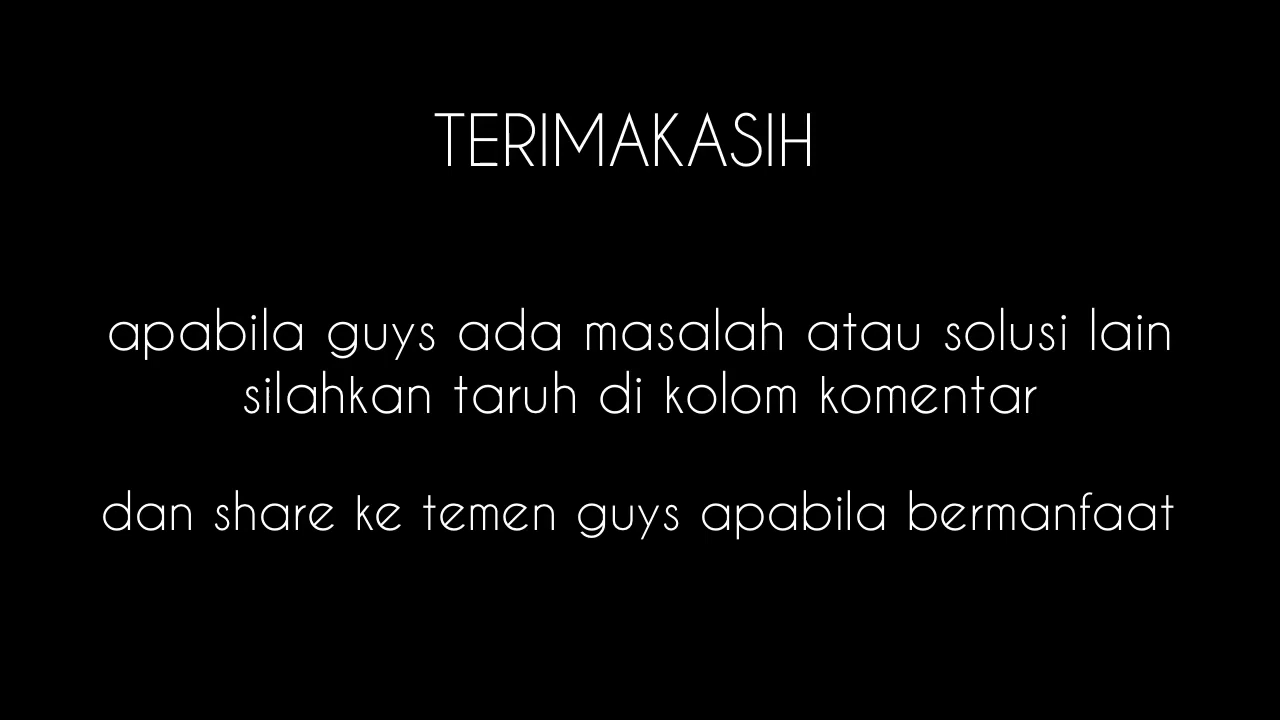 TERIMAKASIH
apabila guys ada masalah atau solusi lain
silahkan taruh di kolom komentar
dan share ke temen guys apabila bermanfaat